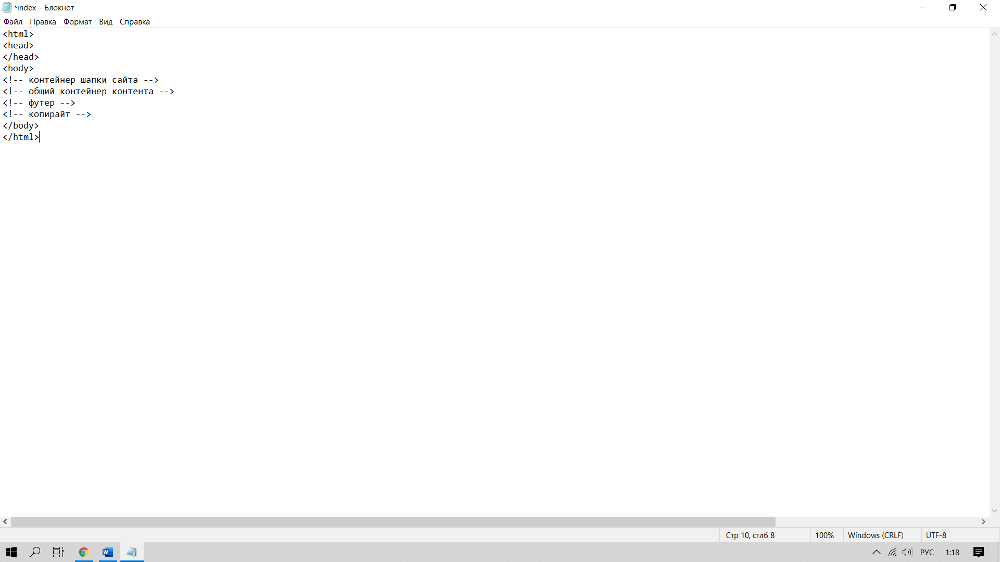 *index – Блокнот
Файл Правка Формат Вид Справка
<html>
<head>
</head>
<body>
<!-- контейнер шапки сайта -->
<!-- общий контейнер контента -->
<!-- футер -->
<!-- копирайт -->
</body>
</html>
Стр 10, стлб 8 100% Windows (CRLF) UTF-8
W РУС 1:18